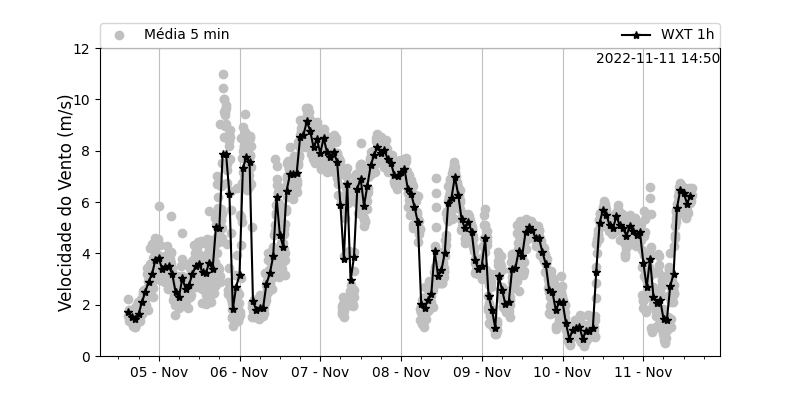 Média 5 min
WXT 1h
2022-11-11 14:50
Velocidade do Vento (m/s)
12
10
8
6
4
2
0
05 - Nov
06 - Nov
07 - Nov
08 - Nov
09 - Nov
10 - Nov
11 - Nov